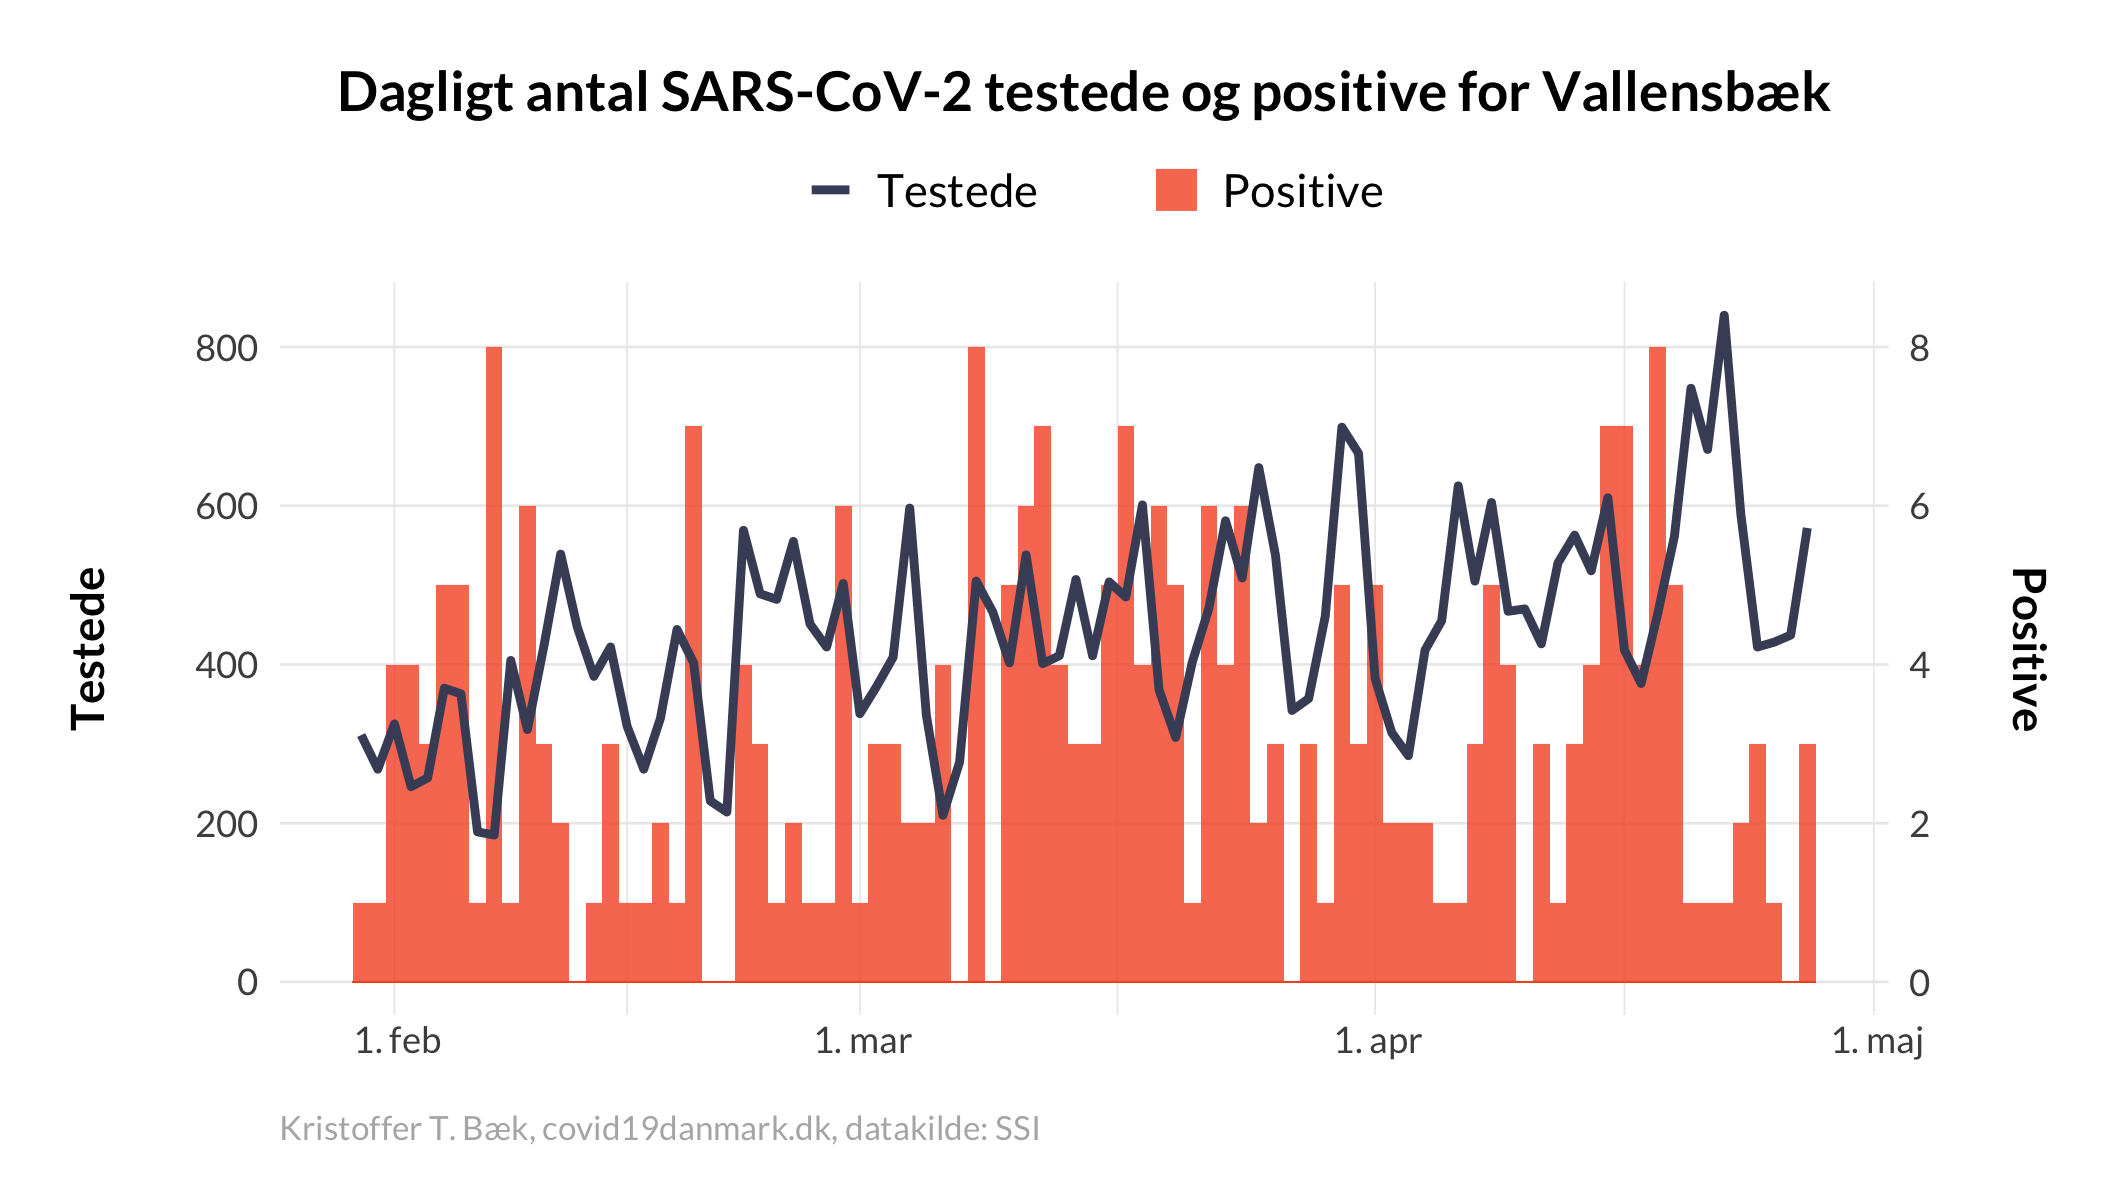 Dagligt antal SARS-CoV-2 testede og positive for Vallensbæk
Testede Positive
800 8
600 6
400 4
200 2
0 0
Testede
Positive
1. feb 1. mar 1. apr 1. maj
Kristoffer T. Bæk, covid19danmark.dk, datakilde: SSI